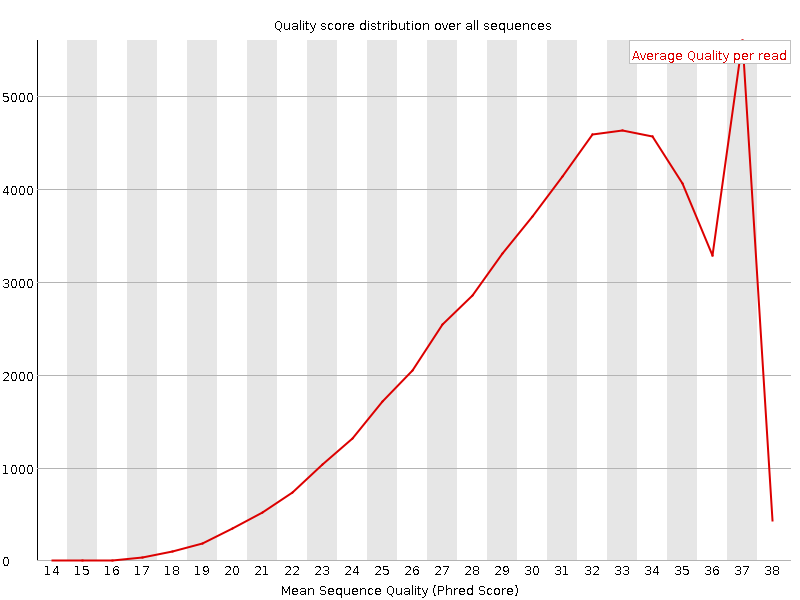 Quality score distribution over all sequences
Average Quality per read
5000
4000
3000
2000
1000
0
14 15 16 17 18 19 20 21 22 23 24 25 26 27 28 29 30 31 32 33 34 35 36 37 38
Mean Sequence Quality (Phred Score)